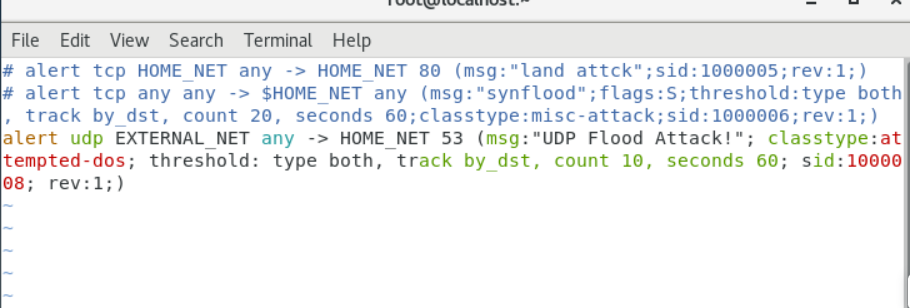 root@localhost:~
File Edit View Search Terminal Help
# alert tcp HOME_NET any -> HOME_NET 80 (msg:"land attck";sid:1000005;rev:1;)
# alert tcp any any -> $HOME_NET any (msg:"synflood";flags:S;threshold:type both
, track by_dst, count 20, seconds 60;classtype:misc-attack;sid:1000006;rev:1;)
alert udp EXTERNAL_NET any -> HOME_NET 53 (msg:"UDP Flood Attack!"; classtype:at
tempted-dos; threshold: type both, track by_dst, count 10, seconds 60; sid:10000
08; rev:1;)
~
~
~
~
~